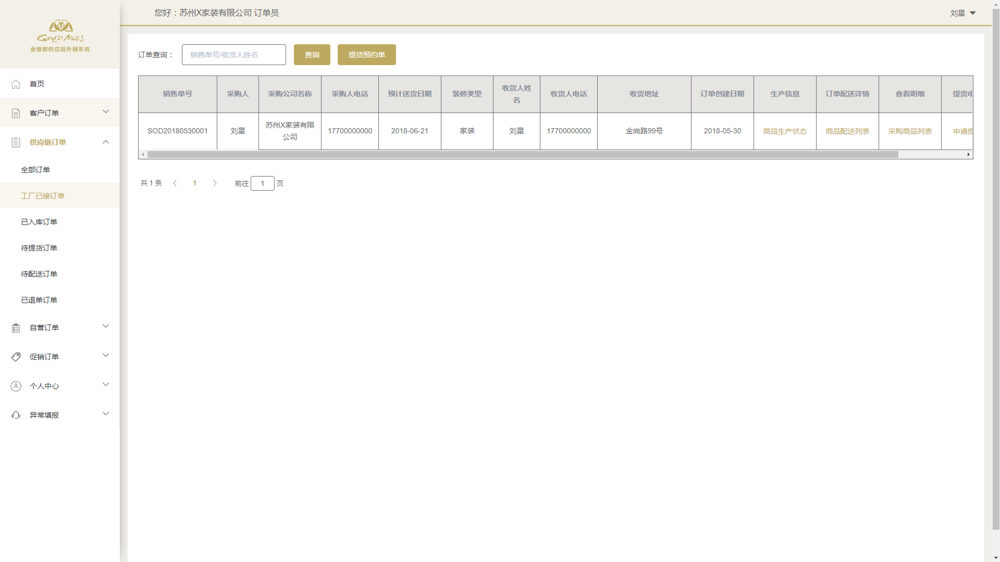 GOLD MATIS
金螳螂供应链外销系统
您好：苏州X家装有限公司 订单员
刘星
首页
客户订单
供应链订单
全部订单
工厂已接订单
已入库订单
待提货订单
待配送订单
已退单订单
自营订单
促销订单
个人中心
异常填报
订单查询：
销售单号/收货人姓名
查询
提货预约单
销售单号 采购人 采购公司名称 采购人电话 预计送货日期 装修类型 收货人姓名 收货人电话 收货地址 订单创建日期 生产信息 订单配送详情 查看明细 提货申
SOD20180530001 刘星 苏州X家装有限公司 17700000000 2018-06-21 家装 刘星 17700000000 金尚路99号 2018-05-30 商品生产状态 商品配送列表 采购商品列表 申请提
共 1 条 1 前往 1 页